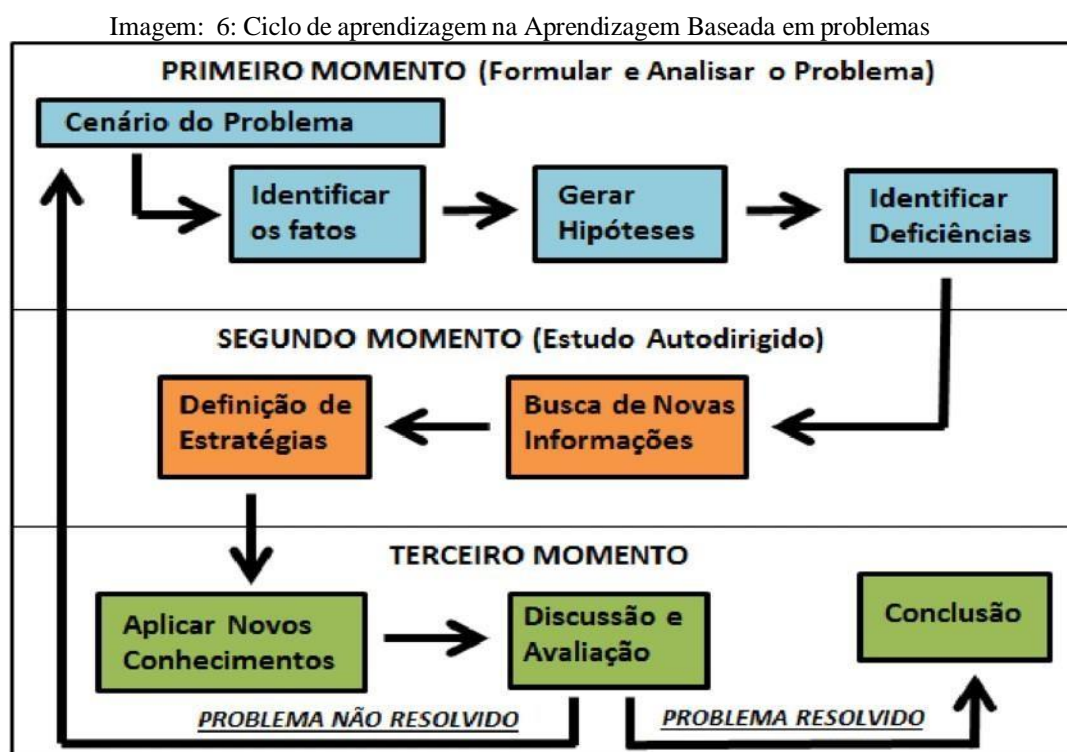 Imagem: 6: Ciclo de aprendizagem na Aprendizagem Baseada em problemas
PRIMEIRO MOMENTO (Formular e Analisar o Problema)
Cenário do Problema
Identificar
os fatos
Gerar
Hipóteses
Identificar
Deficiências
SEGUNDO MOMENTO (Estudo Autodirigido)
Definição de
Estratégias
Busca de Novas
Informações
TERCEIRO MOMENTO
Aplicar Novos
Conhecimentos
Discussão e
Avaliação
Conclusão
PROBLEMA NÃO RESOLVIDO
PROBLEMA RESOLVIDO